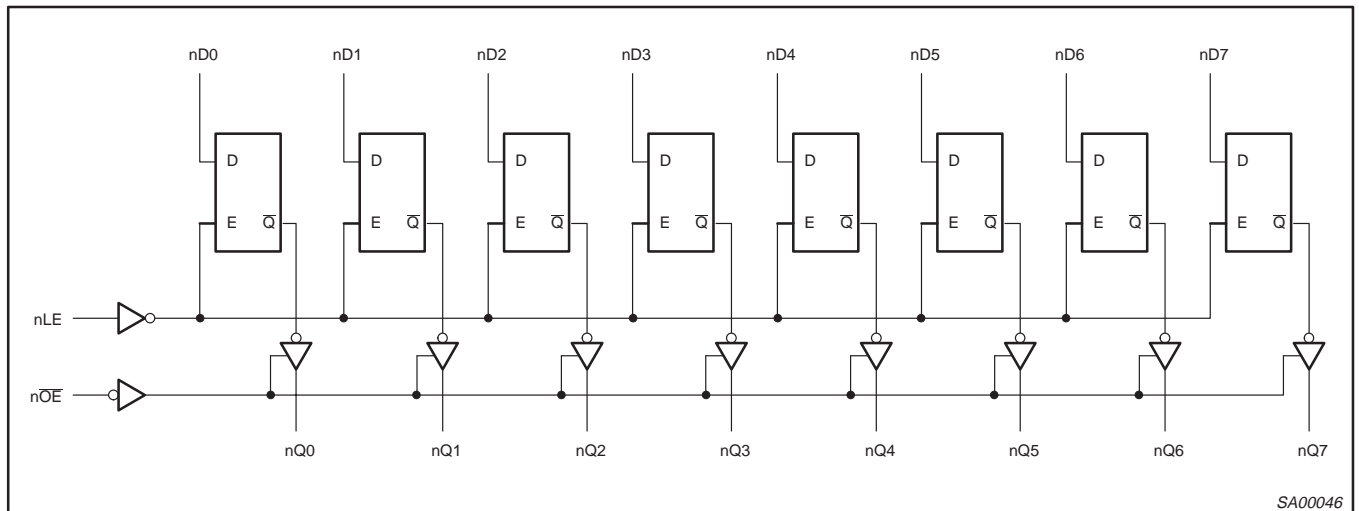 nD0 nD1 nD2 nD3 nD4 nD5 nD6 nD7
D D D D D D D D
E Q̅ E Q̅ E Q̅ E Q̅ E Q̅ E Q̅ E Q̅ E Q̅
nLE
nO̅E̅
nQ0 nQ1 nQ2 nQ3 nQ4 nQ5 nQ6 nQ7
SA00046